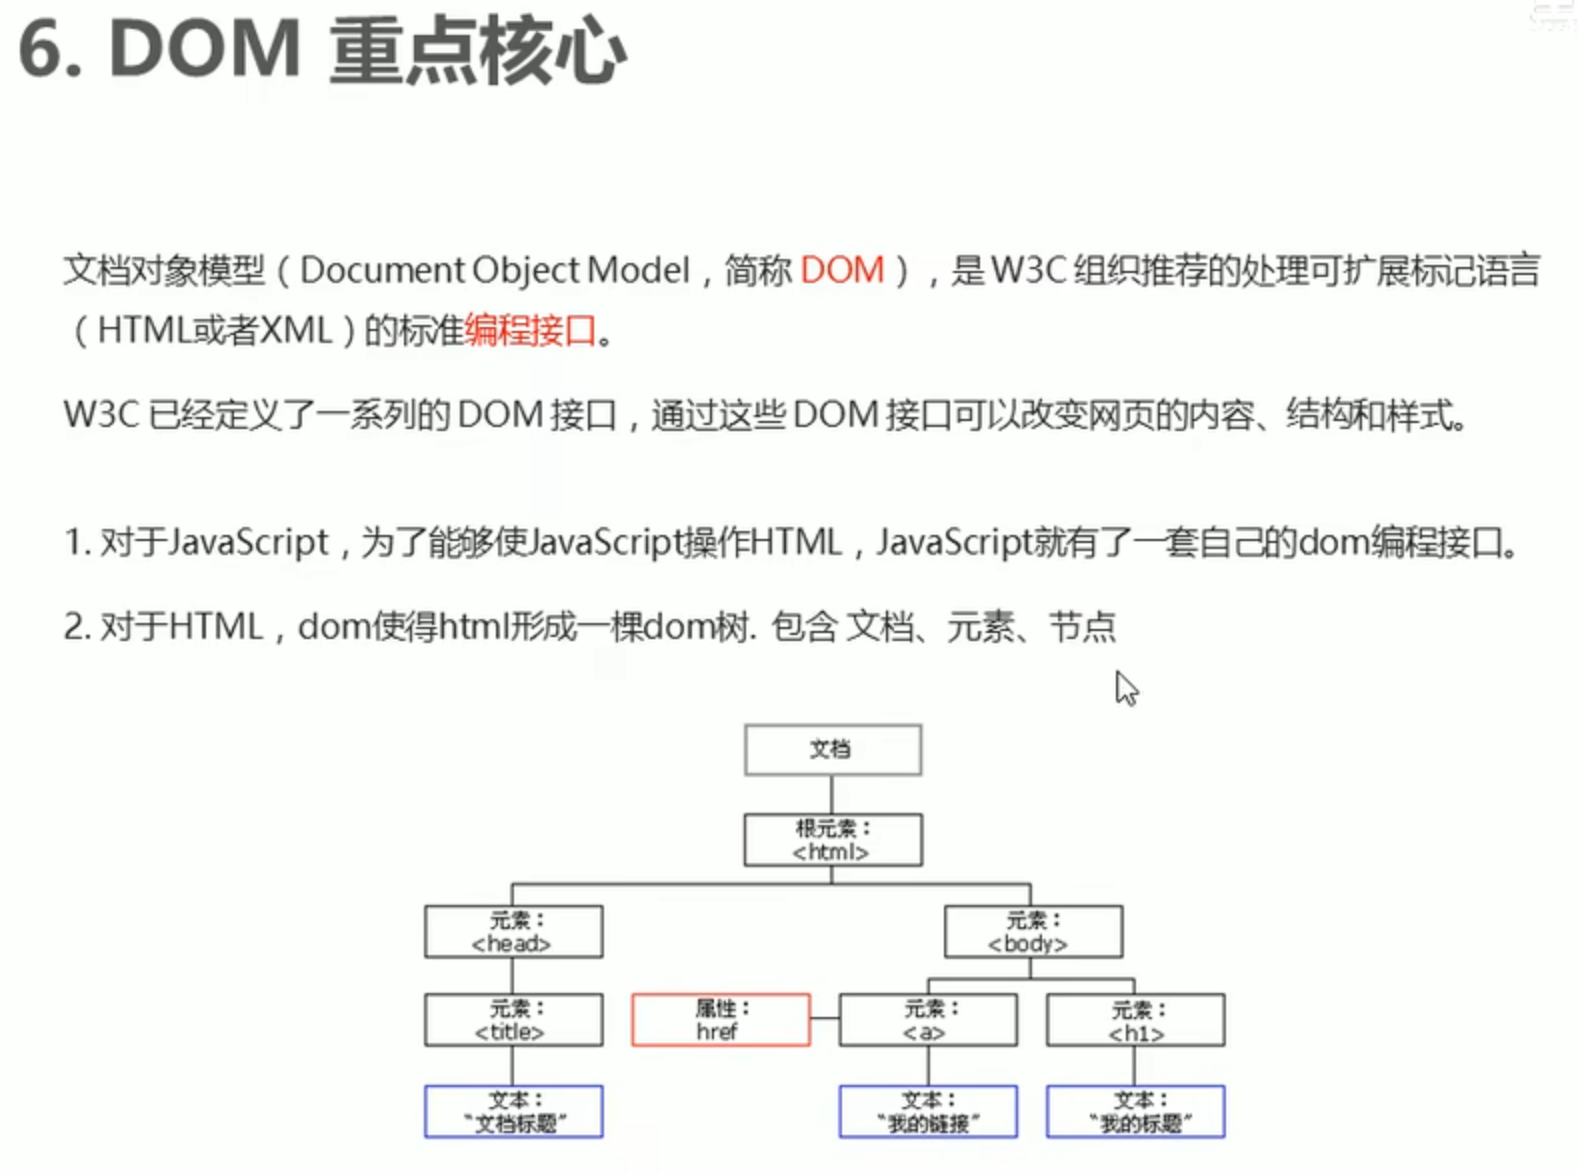 6. DOM 重点核心
文档对象模型（Document Object Model，简称 DOM），是 W3C 组织推荐的处理可扩展标记语言
（HTML或者XML）的标准编程接口。
W3C 已经定义了一系列的 DOM 接口，通过这些 DOM 接口可以改变网页的内容、结构和样式。
1. 对于JavaScript，为了能够使JavaScript操作HTML，JavaScript就有了一套自己的dom编程接口。
2. 对于HTML，dom使得html形成一棵dom树. 包含 文档、元素、节点
文档
根元素：
<html>
元素：
<head>
元素：
<body>
元素：
<title>
属性：
href
元素：
<a>
元素：
<h1>
文本：
“文档标题”
文本：
“我的链接”
文本：
“我的标题”